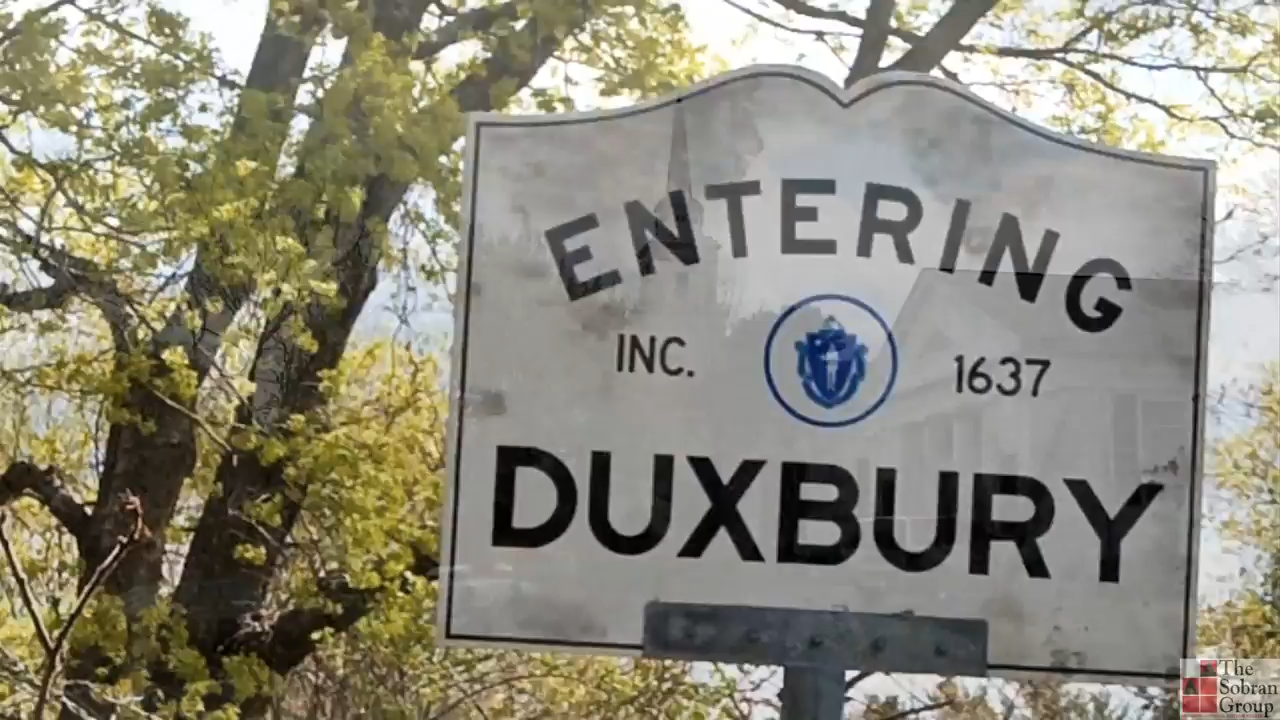 ENTERING
INC. 1637
DUXBURY
The
Sobran
Group